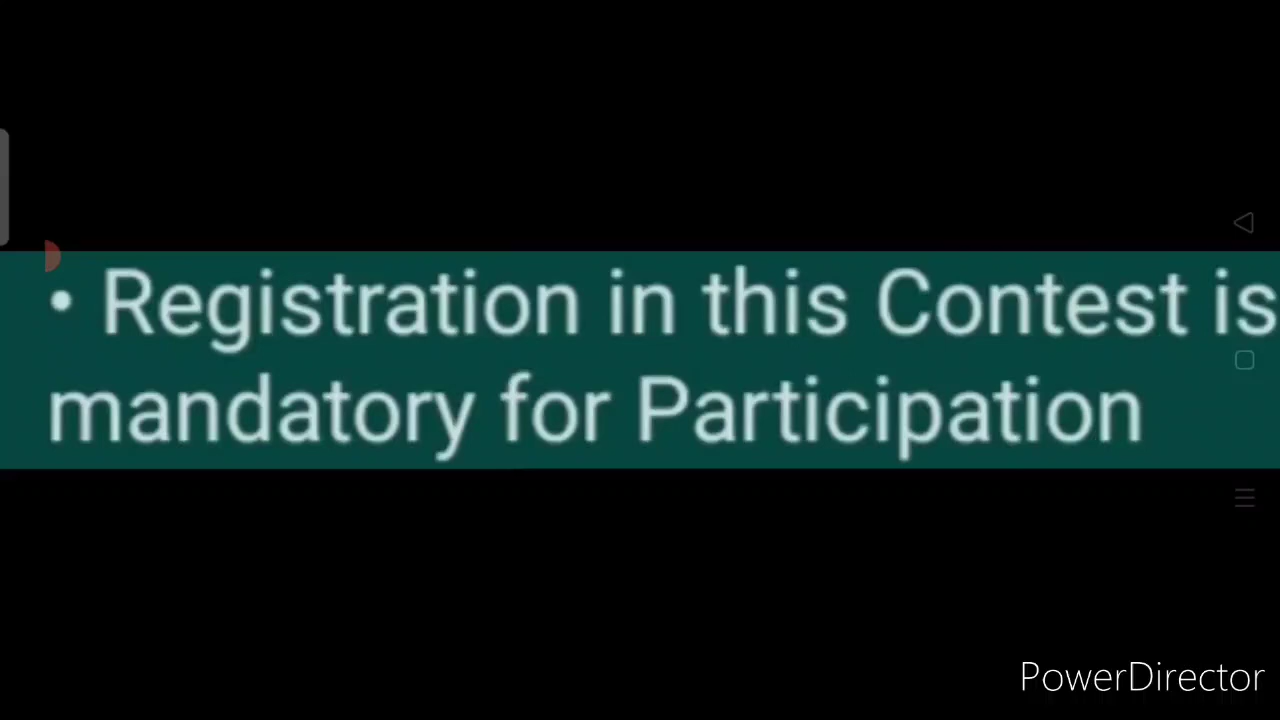 • Registration in this Contest is
mandatory for Participation
PowerDirector